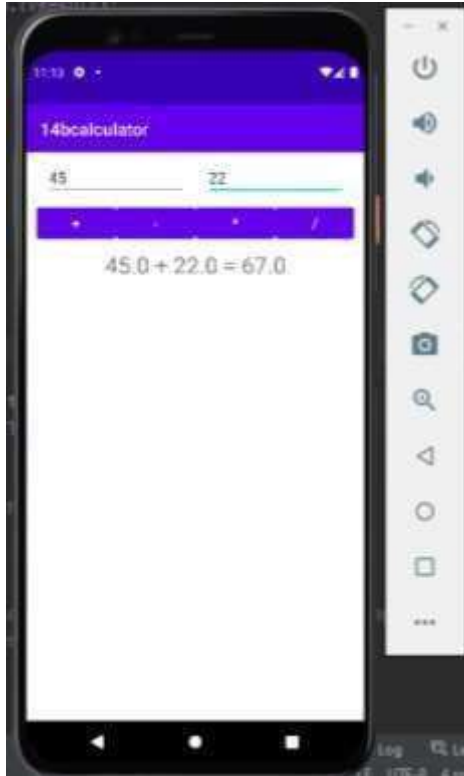 11:13
14bcalculator
45 22
+ - * /
45.0 + 22.0 = 67.0
Log